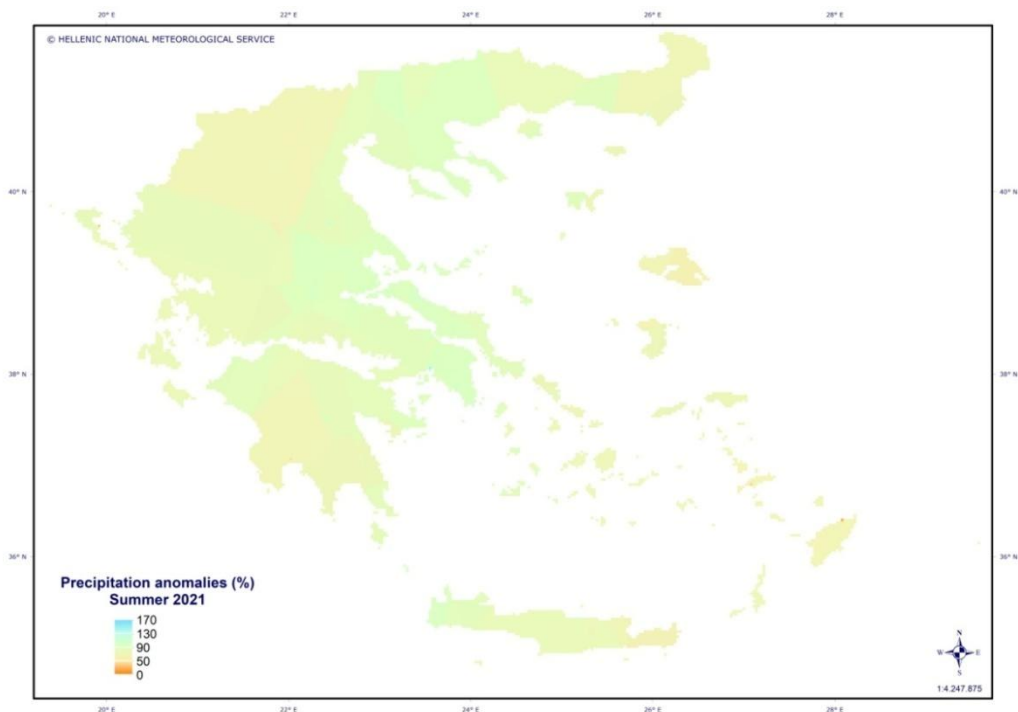 20° E 22° E 24° E 26° E 28° E
© HELLENIC NATIONAL METEOROLOGICAL SERVICE
40° N 40° N
38° N 38° N
36° N 36° N
Precipitation anomalies (%)
Summer 2021
170
130
90
50
0
N
W E
S
1:4.247.875
20° E 22° E 24° E 26° E 28° E